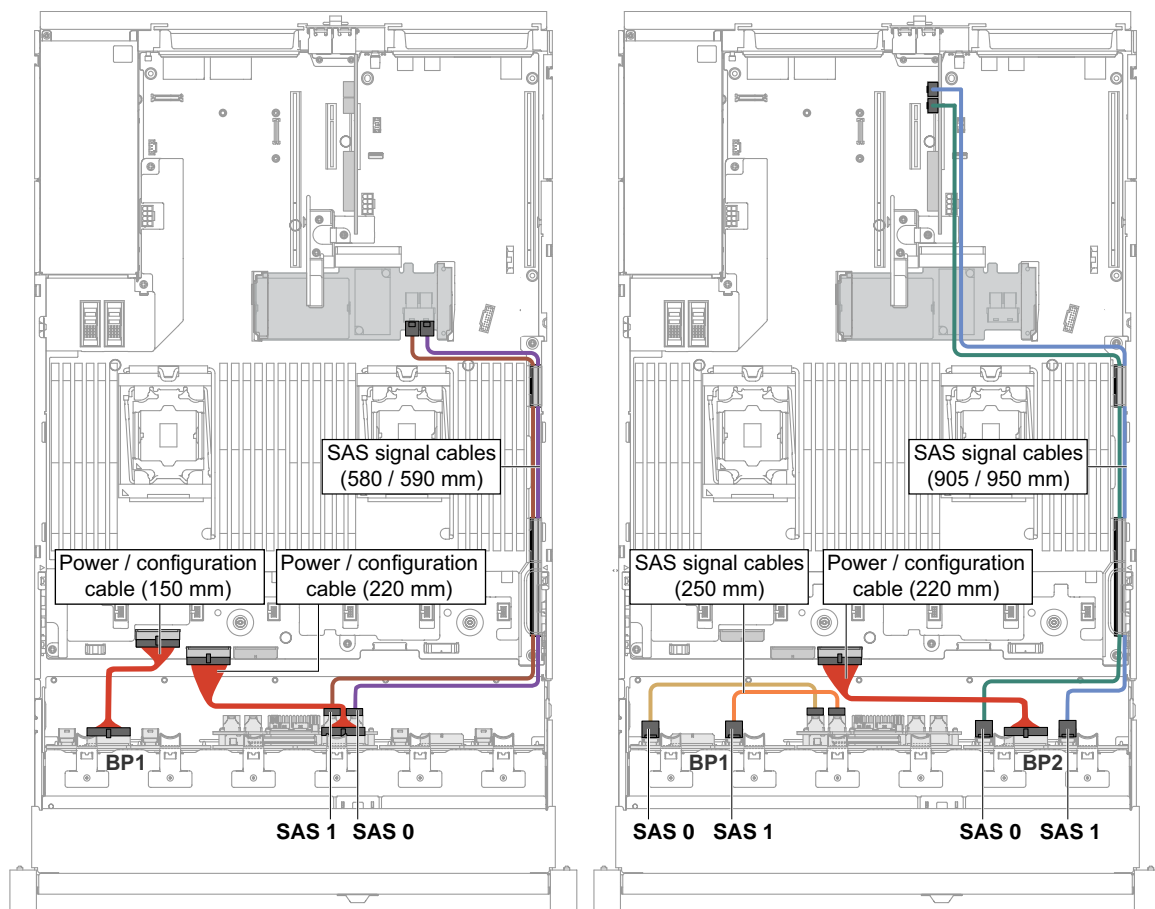 SAS signal cables
(580 / 590 mm)
Power / configuration
cable (150 mm)
Power / configuration
cable (220 mm)
BP1
SAS 1
SAS 0
SAS signal cables
(905 / 950 mm)
SAS signal cables
(250 mm)
Power / configuration
cable (220 mm)
BP1
BP2
SAS 0
SAS 1
SAS 0
SAS 1